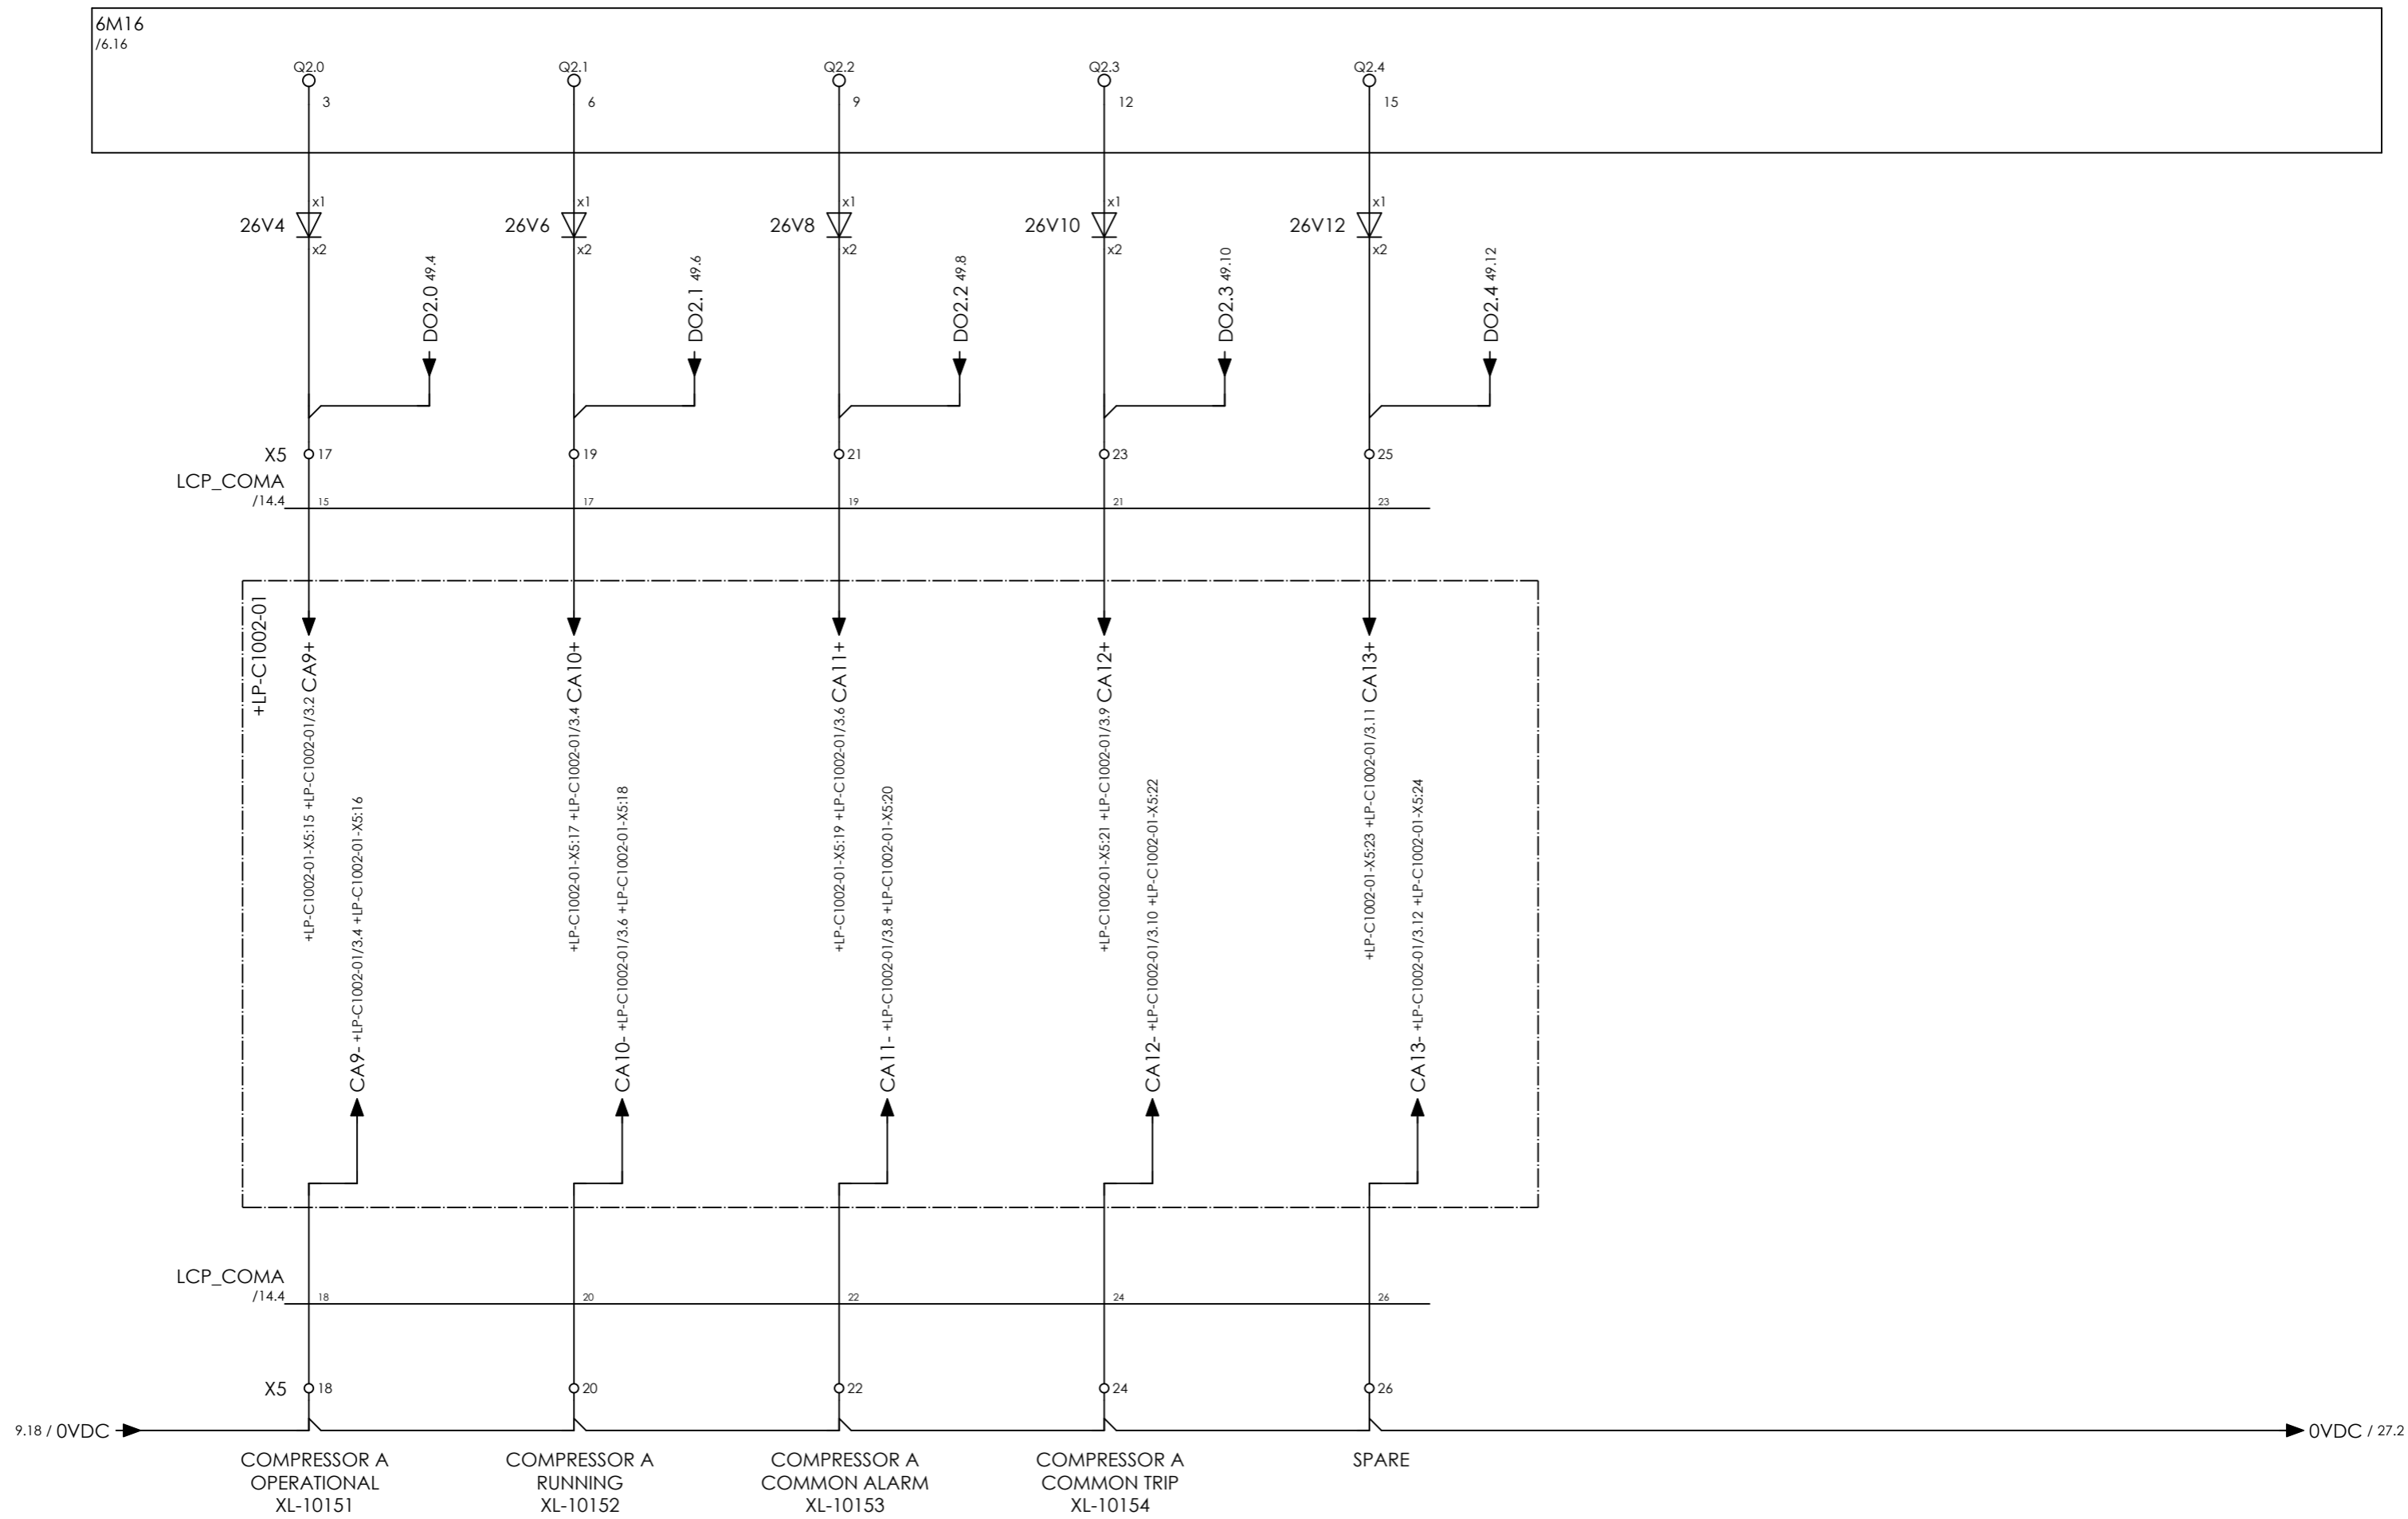 6M16
/6.16
Q2.0 Q2.1 Q2.2 Q2.3 Q2.4
3 6 9 12 15
x1 x1 x1 x1 x1
26V4 26V6 26V8 26V10 26V12
x2 x2 x2 x2 x2
DO2.0 49.4
DO2.1 49.6
DO2.2 49.8
DO2.3 49.10
DO2.4 49.12
X5 17 19 21 23 25
LCP_COMA
/14.4 15 17 19 21 23
+LP-C1002-01
+LP-C1002-01-X5:15 +LP-C1002-01/3.2 CA9+
CA9- +LP-C1002-01/3.4 +LP-C1002-01-X5:16
+LP-C1002-01-X5:17 +LP-C1002-01/3.4 CA10+
CA10- +LP-C1002-01/3.6 +LP-C1002-01-X5:18
+LP-C1002-01-X5:19 +LP-C1002-01/3.6 CA11+
CA11- +LP-C1002-01/3.8 +LP-C1002-01-X5:20
+LP-C1002-01-X5:21 +LP-C1002-01/3.9 CA12+
CA12- +LP-C1002-01/3.10 +LP-C1002-01-X5:22
+LP-C1002-01-X5:23 +LP-C1002-01/3.11 CA13+
CA13- +LP-C1002-01/3.12 +LP-C1002-01-X5:24
LCP_COMA
/14.4 18 20 22 24 26
X5 18 20 22 24 26
9.18 / 0VDC
0VDC / 27.2
COMPRESSOR A
OPERATIONAL
XL-10151
COMPRESSOR A
RUNNING
XL-10152
COMPRESSOR A
COMMON ALARM
XL-10153
COMPRESSOR A
COMMON TRIP
XL-10154
SPARE